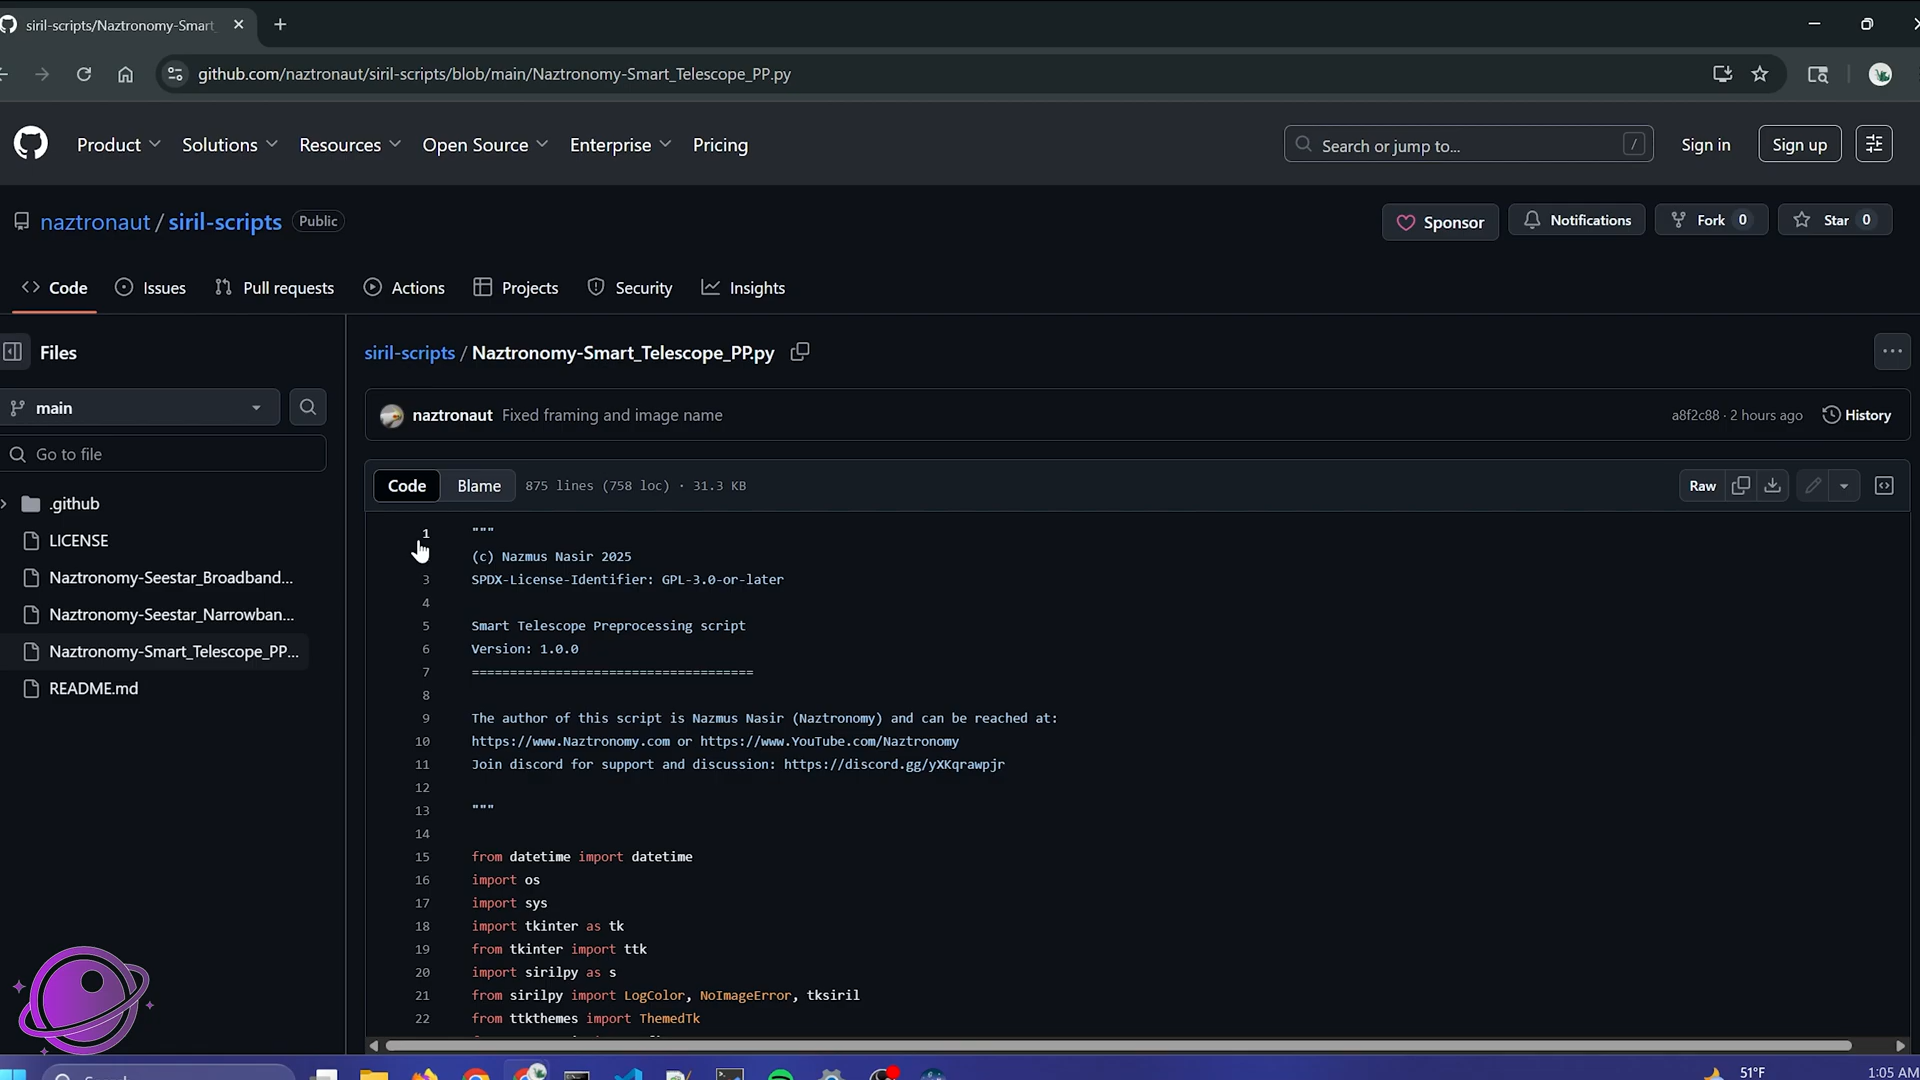 siril-scripts/Naztronomy-Smart_
github.com/naztronaut/siril-scripts/blob/main/Naztronomy-Smart_Telescope_PP.py
Product Solutions Resources Open Source Enterprise Pricing
Search or jump to... /
Sign in
Sign up
naztronaut / siril-scripts Public
Sponsor Notifications Fork 0 Star 0
Code Issues Pull requests Actions Projects Security Insights
Files
siril-scripts / Naztronomy-Smart_Telescope_PP.py
main
naztronaut Fixed framing and image name
a8f2c88 · 2 hours ago History
Go to file
Code Blame 875 lines (758 loc) · 31.3 KB
Raw
.github
LICENSE
Naztronomy-Seestar_Broadband...
Naztronomy-Seestar_Narrowban...
Naztronomy-Smart_Telescope_PP...
README.md
1 """
(c) Nazmus Nasir 2025
3 SPDX-License-Identifier: GPL-3.0-or-later
4
5 Smart Telescope Preprocessing script
6 Version: 1.0.0
7 =====================================
8
9 The author of this script is Nazmus Nasir (Naztronomy) and can be reached at:
10 https://www.Naztronomy.com or https://www.YouTube.com/Naztronomy
11 Join discord for support and discussion: https://discord.gg/yXKqrawpjr
12
13 """
14
15 from datetime import datetime
16 import os
17 import sys
18 import tkinter as tk
19 from tkinter import ttk
20 import sirilpy as s
21 from sirilpy import LogColor, NoImageError, tksiril
22 from ttkthemes import ThemedTk
51°F
1:05 AM